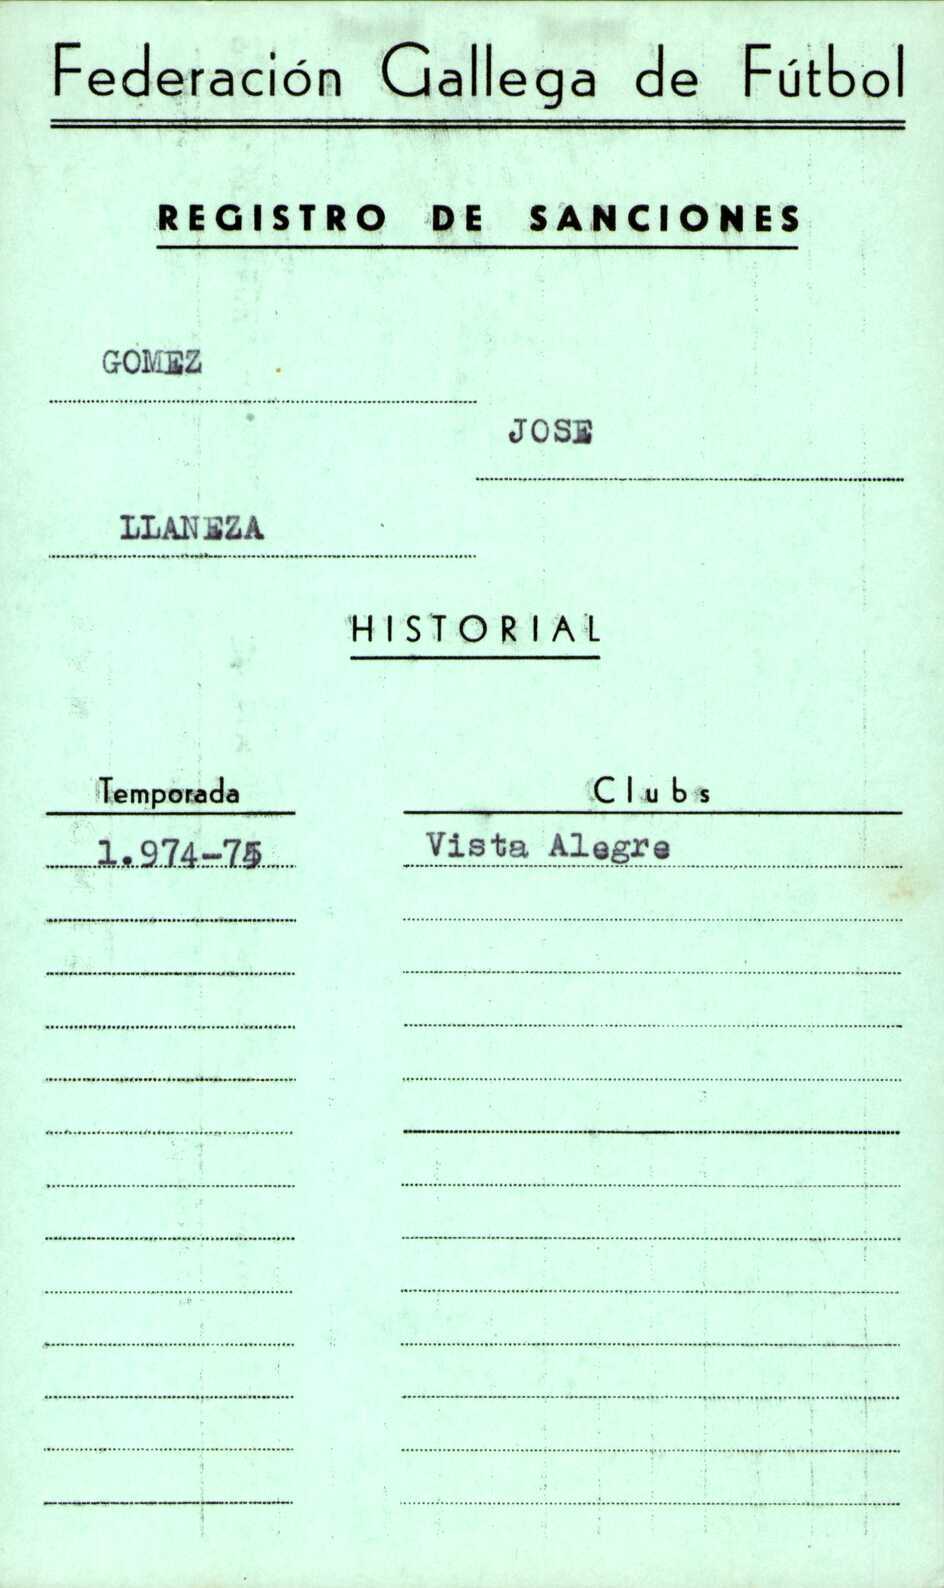 Federación Gallega de Fútbol
REGISTRO DE SANCIONES
GOMEZ
JOSE
LLANEZA
HISTORIAL
Temporada Clubs
1.974-75 Vista Alegre